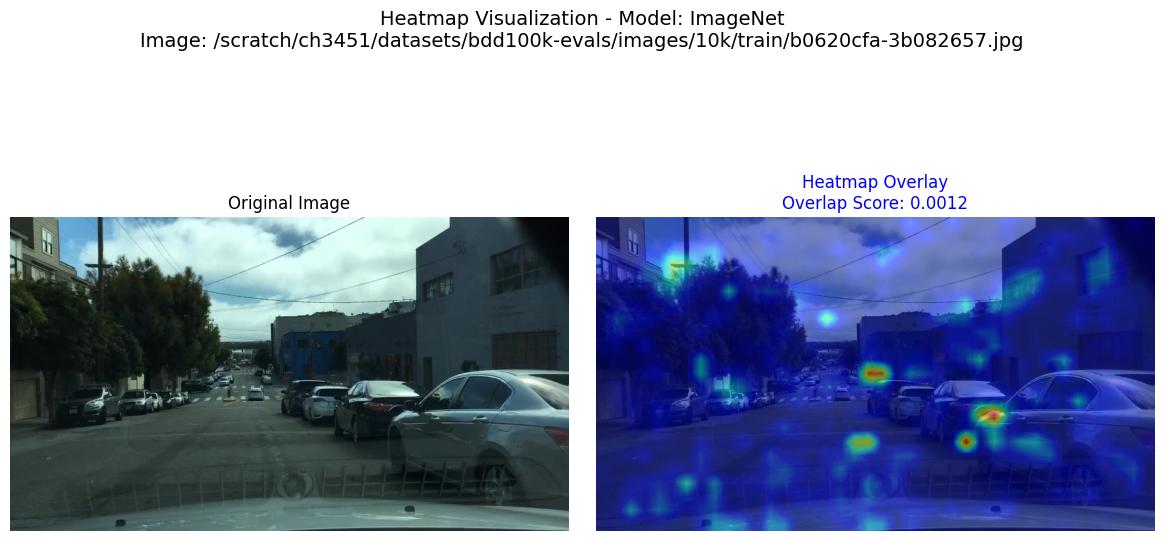 Heatmap Visualization - Model: ImageNet
Image: /scratch/ch3451/datasets/bdd100k-evals/images/10k/train/b0620cfa-3b082657.jpg
Original Image
Heatmap Overlay
Overlap Score: 0.0012